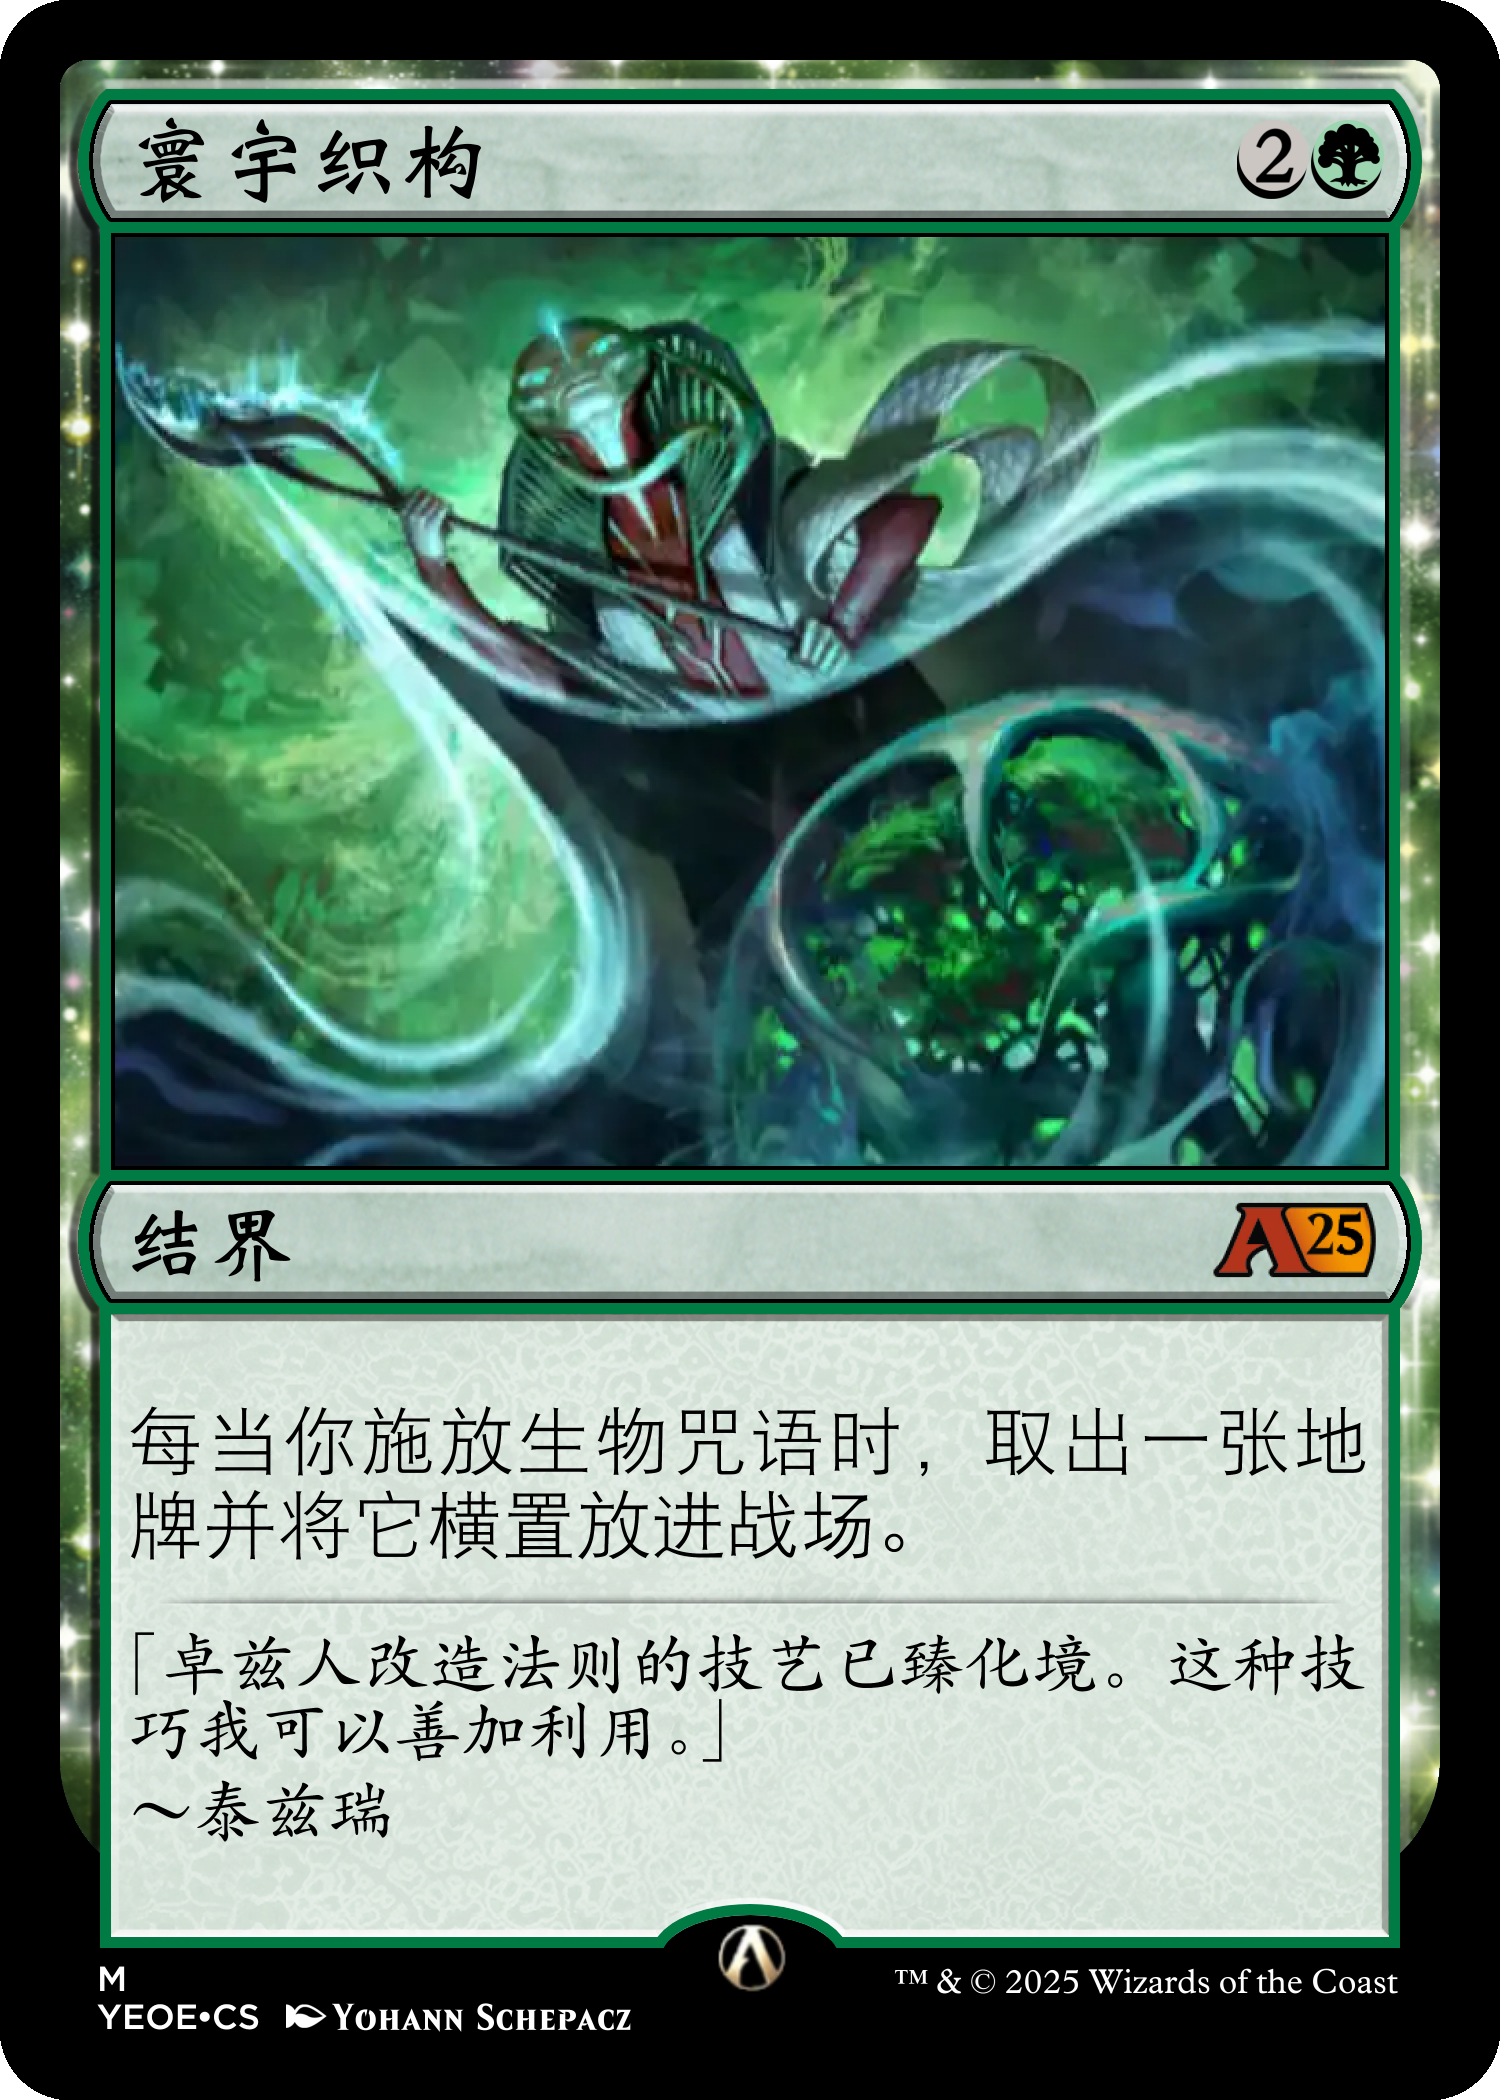 寰宇织构
2
结界
A25
每当你施放生物咒语时，取出一张地
牌并将它横置放进战场。
「卓兹人改造法则的技艺已臻化境。这种技
巧我可以善加利用。」
～泰兹瑞
M
™ & © 2025 Wizards of the Coast
YEOE•CS Yohann Schepacz